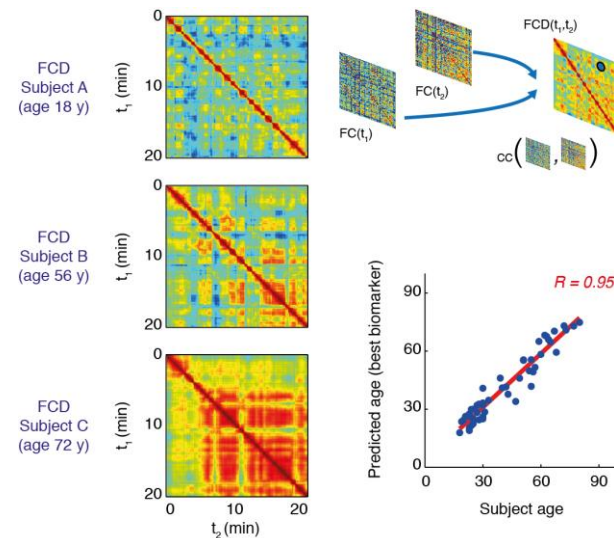 FCD
Subject A
(age 18 y)
t1 (min)
0
10
20
FCD
Subject B
(age 56 y)
t1 (min)
0
10
20
FCD
Subject C
(age 72 y)
t1 (min)
0
10
20
0 10 20
t2 (min)
FC(t1)
FC(t2)
FCD(t1,t2)
CC ( , )
R = 0.95
Predicted age (best biomarker)
90
60
30
0
0 30 60 90
Subject age